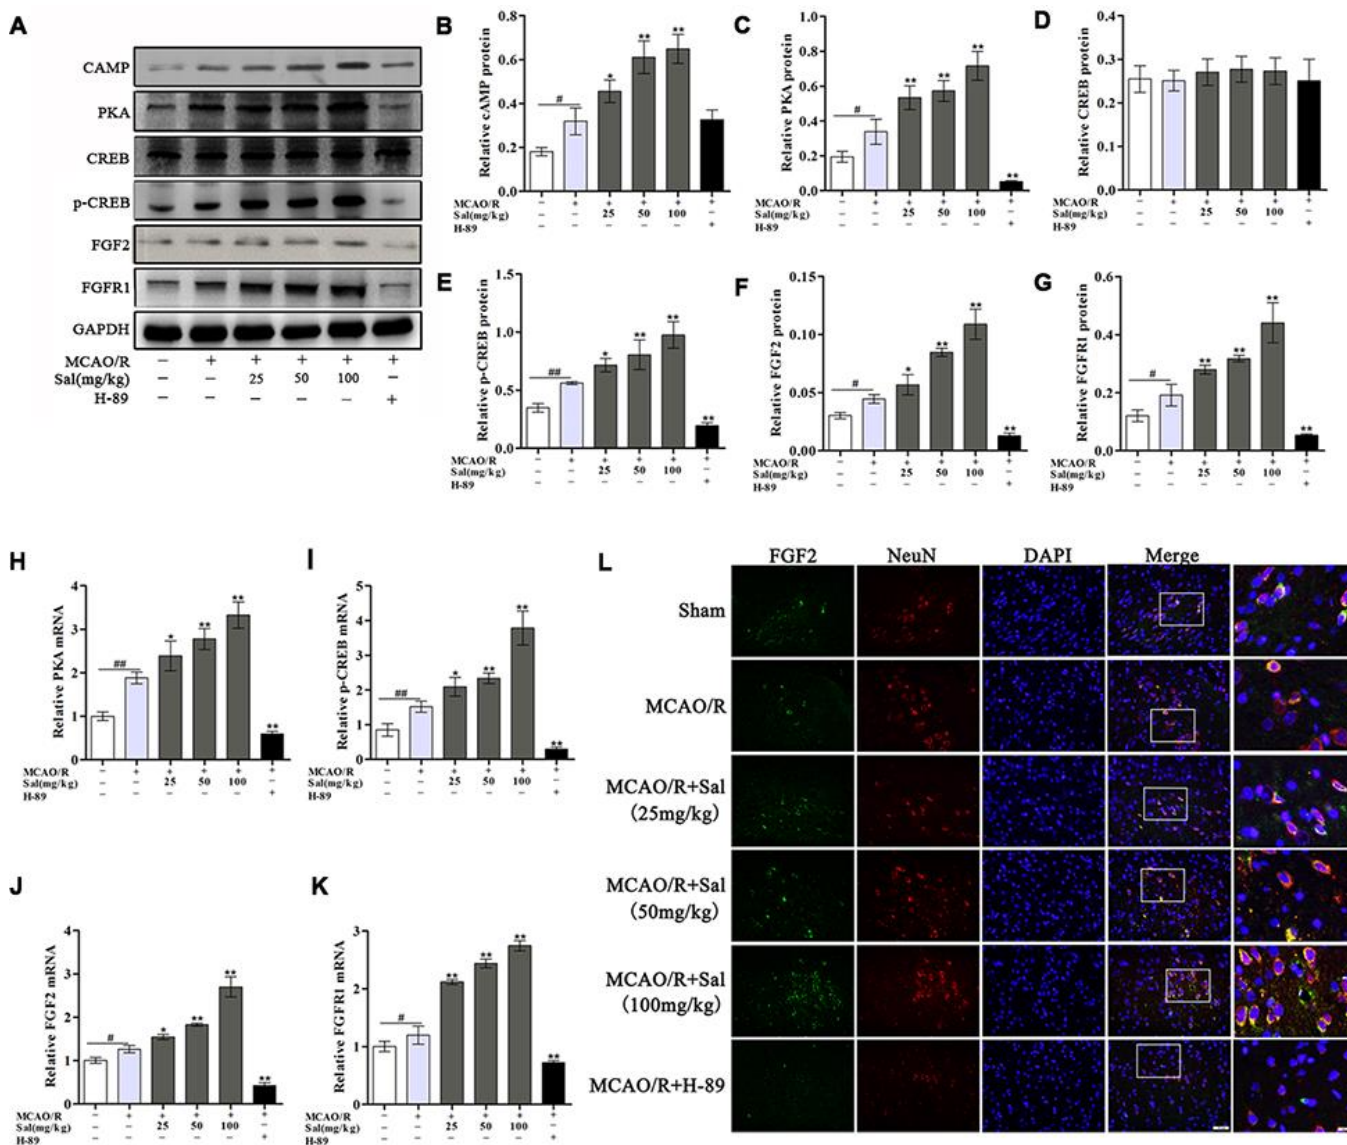 A
CAMP
PKA
CREB
p-CREB
FGF2
FGFR1
GAPDH
MCAO/R – + + + + +
Sal(mg/kg) – – 25 50 100 –
H-89 – – – – – +
B
Relative cAMP protein
0.8
0.6
0.4
0.2
0.0
# * ** **
MCAO/R – + + + + +
Sal(mg/kg) – – 25 50 100 –
H-89 – – – – – +
C
Relative PKA protein
1.0
0.8
0.6
0.4
0.2
0.0
# ** ** ** **
MCAO/R – + + + + +
Sal(mg/kg) – – 25 50 100 –
H-89 – – – – – +
D
Relative CREB protein
0.4
0.3
0.2
0.1
0.0
MCAO/R – + + + + +
Sal(mg/kg) – – 25 50 100 –
H-89 – – – – – +
E
Relative p-CREB protein
1.5
1.0
0.5
0.0
## * ** ** **
MCAO/R – + + + + +
Sal(mg/kg) – – 25 50 100 –
H-89 – – – – – +
F
Relative FGF2 protein
0.15
0.10
0.05
0.00
# * ** ** **
MCAO/R – + + + + +
Sal(mg/kg) – – 25 50 100 –
H-89 – – – – – +
G
Relative FGFR1 protein
0.6
0.4
0.2
0.0
# ** ** ** **
MCAO/R – + + + + +
Sal(mg/kg) – – 25 50 100 –
H-89 – – – – – +
H
Relative PKA mRNA
4
3
2
1
0
## * ** ** **
MCAO/R – + + + + +
Sal(mg/kg) – – 25 50 100 –
H-89 – – – – – +
I
Relative p-CREB mRNA
5
4
3
2
1
0
## * ** ** **
MCAO/R – + + + + +
Sal(mg/kg) – – 25 50 100 –
H-89 – – – – – +
J
Relative FGF2 mRNA
4
3
2
1
0
# * ** ** **
MCAO/R – + + + + +
Sal(mg/kg) – – 25 50 100 –
H-89 – – – – – +
K
Relative FGFR1 mRNA
3
2
1
0
# ** ** ** **
MCAO/R – + + + + +
Sal(mg/kg) – – 25 50 100 –
H-89 – – – – – +
L
FGF2 NeuN DAPI Merge
Sham
MCAO/R
MCAO/R+Sal
(25mg/kg)
MCAO/R+Sal
(50mg/kg)
MCAO/R+Sal
(100mg/kg)
MCAO/R+H-89